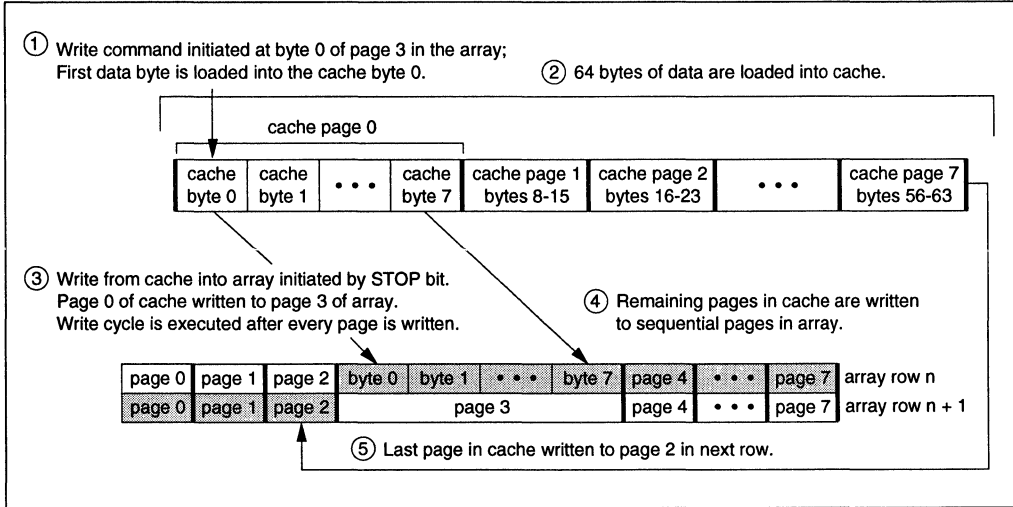 ① Write command initiated at byte 0 of page 3 in the array;
First data byte is loaded into the cache byte 0.
② 64 bytes of data are loaded into cache.
cache page 0
cache byte 0
cache byte 1
• • •
cache byte 7
cache page 1 bytes 8-15
cache page 2 bytes 16-23
• • •
cache page 7 bytes 56-63
③ Write from cache into array initiated by STOP bit.
Page 0 of cache written to page 3 of array.
Write cycle is executed after every page is written.
④ Remaining pages in cache are written
to sequential pages in array.
page 0 page 1 page 2 byte 0 byte 1 • • • byte 7 page 4 • • • page 7 array row n
page 0 page 1 page 2 page 3 page 4 • • • page 7 array row n + 1
⑤ Last page in cache written to page 2 in next row.